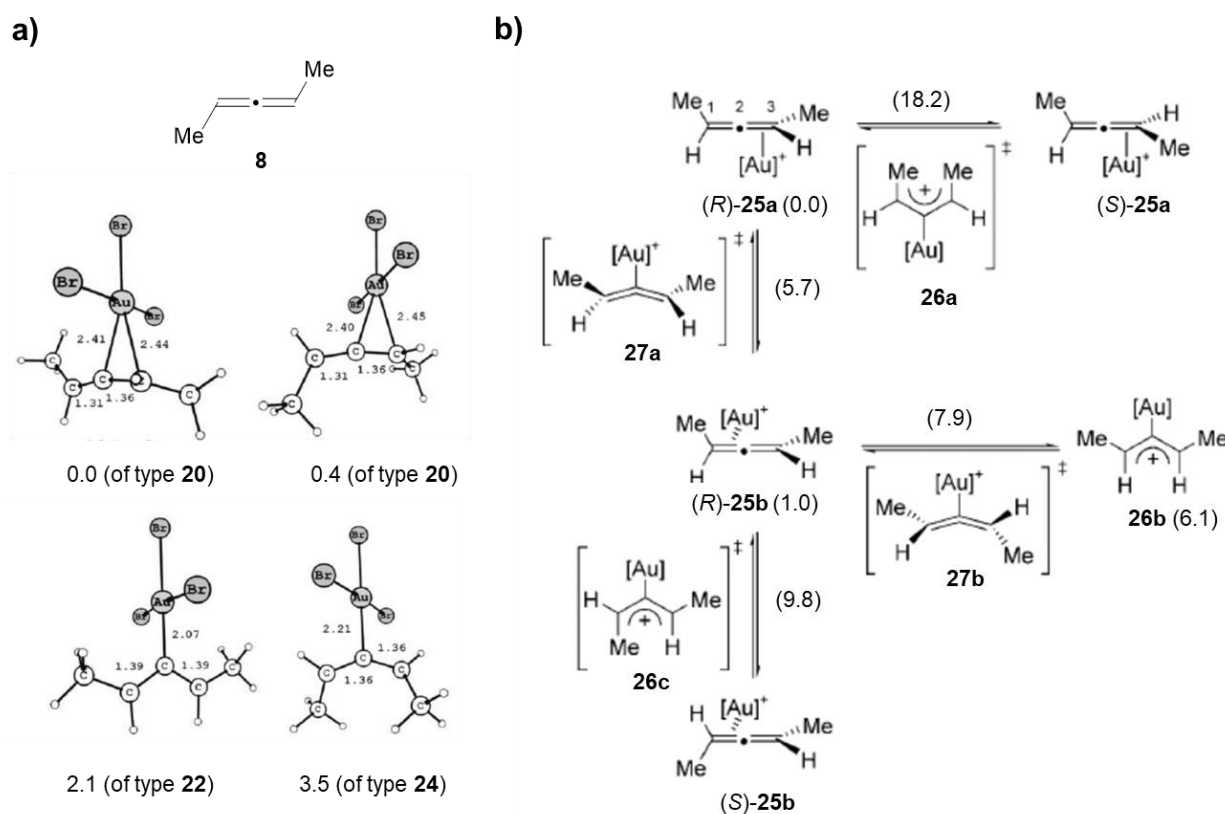 a)
Me
Me
8
Br
Br
Au
Br
2.41
2.44
C
C
C
C
1.31
1.36
0.0 (of type 20)
Br
Br
Au
Br
2.40
2.45
C
C
C
C
C
1.31
1.36
0.4 (of type 20)
Br
Br
Au
Br
2.07
1.39
1.39
C
C
C
C
C
2.1 (of type 22)
Br
Br
Au
Br
2.21
1.36
1.36
C
C
C
C
C
3.5 (of type 24)
b)
Me 1 2 3 Me
H H
[Au]+
(R)-25a (0.0)
(18.2)
Me + Me ‡
H H
[Au]
26a
Me H
H Me
[Au]+
(S)-25a
[Au]+ ‡
Me Me
H H
27a
(5.7)
[Au]+
Me Me
H H
(R)-25b (1.0)
(7.9)
[Au]+ ‡
Me H
H Me
27b
[Au]
Me Me
+
H H
26b (6.1)
[Au] ‡
H Me
+
Me H
26c
(9.8)
[Au]+
H Me
Me H
(S)-25b